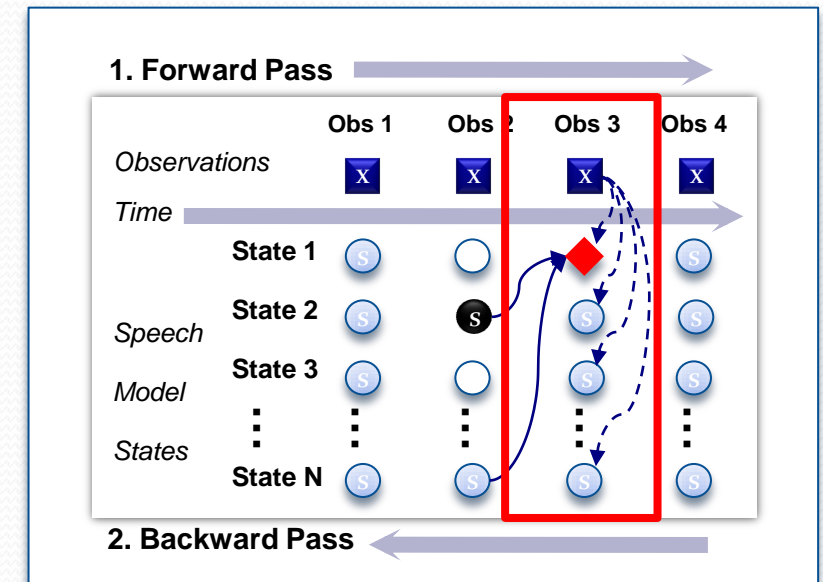 1. Forward Pass
Obs 1 Obs 2 Obs 3 Obs 4
Observations X X X X
Time
State 1 S S
State 2 S S S S
Speech
State 3 S S S
Model
States
State N S S S S
2. Backward Pass